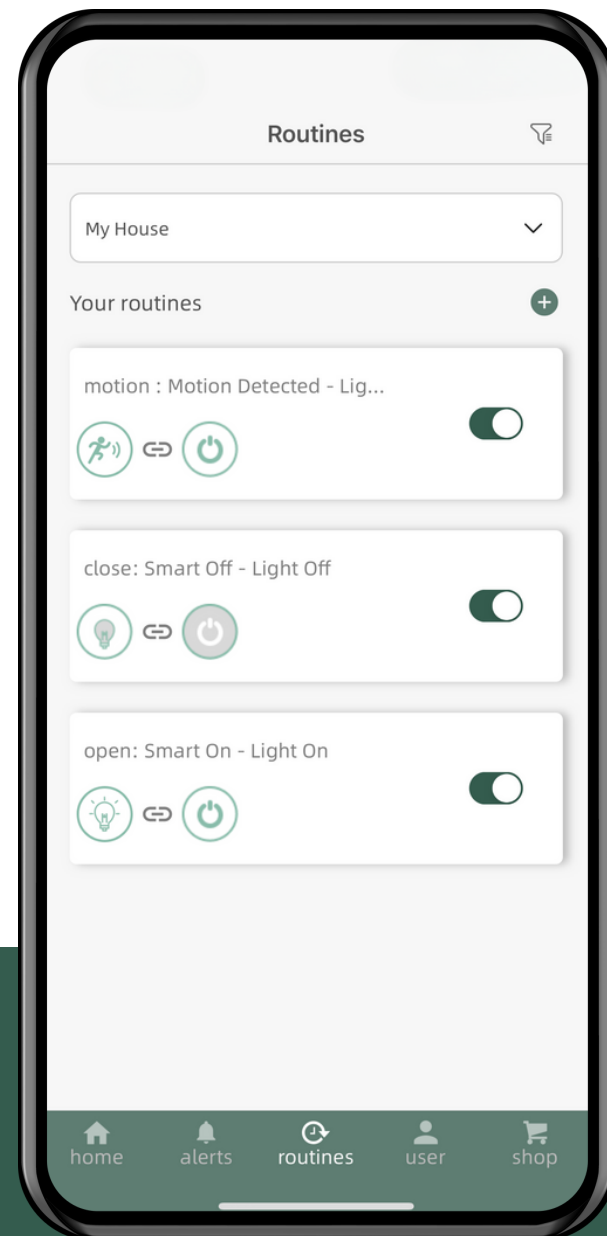 Routines
My House
Your routines
motion : Motion Detected - Lig...
close: Smart Off - Light Off
open: Smart On - Light On
home alerts routines user shop